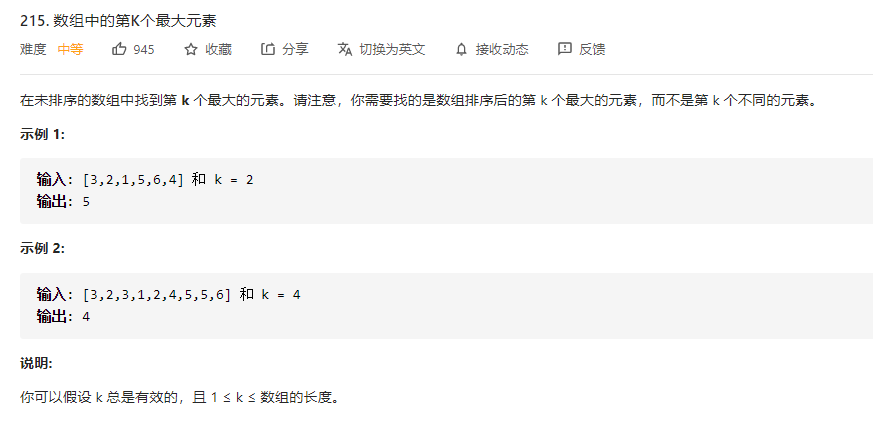 215. 数组中的第K个最大元素
难度 中等 945 收藏 分享 切换为英文 接收动态 反馈
在未排序的数组中找到第 k 个最大的元素。请注意，你需要找的是数组排序后的第 k 个最大的元素，而不是第 k 个不同的元素。
示例 1:
输入: [3,2,1,5,6,4] 和 k = 2
输出: 5
示例 2:
输入: [3,2,3,1,2,4,5,5,6] 和 k = 4
输出: 4
说明:
你可以假设 k 总是有效的，且 1 ≤ k ≤ 数组的长度。